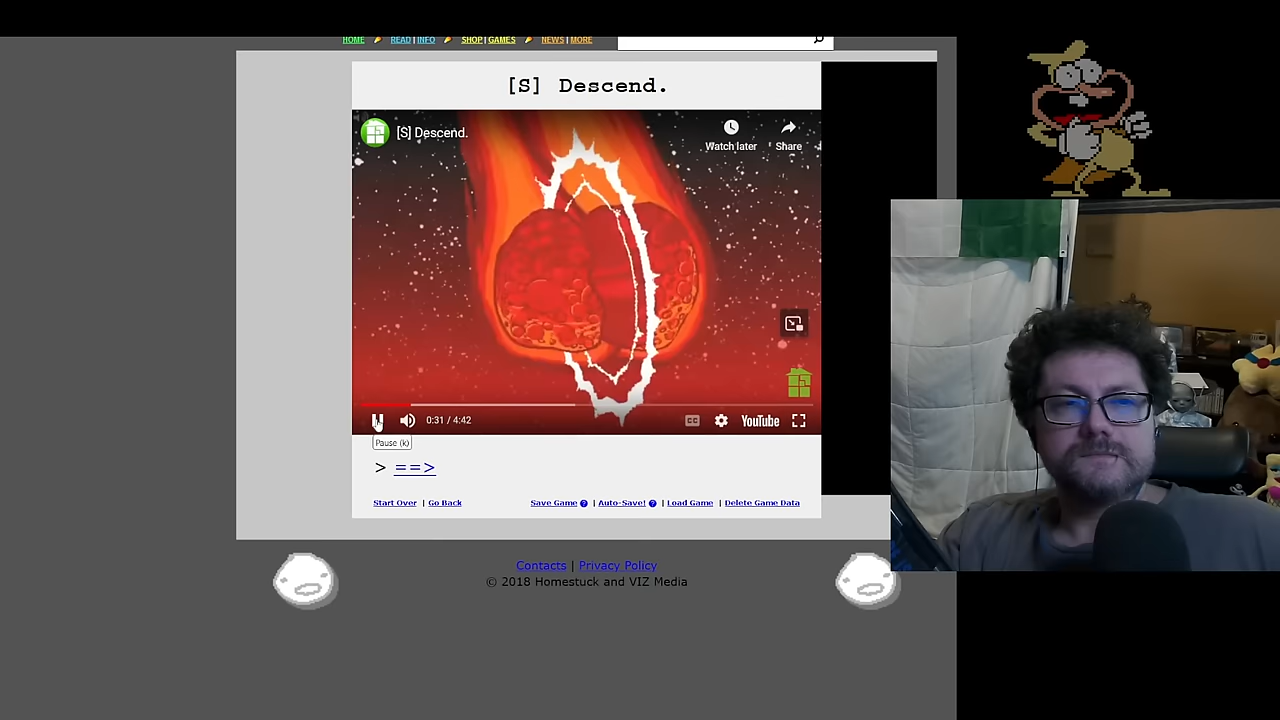 HOME READ | INFO SHOP | GAMES NEWS | MORE
[S] Descend.
[S] Descend.
Watch later Share
0:31 / 4:42 CC YouTube
Pause (k)
> ==>
Start Over | Go Back Save Game ? | Auto-Save! ? | Load Game | Delete Game Data
Contacts | Privacy Policy
© 2018 Homestuck and VIZ Media